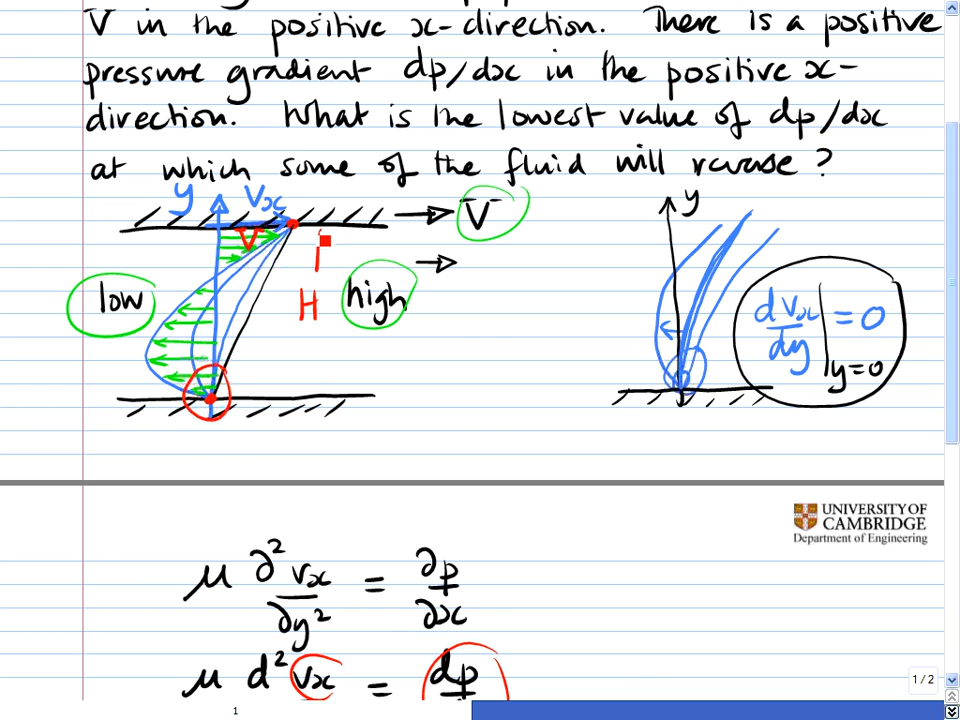 V in the positive x-direction. There is a positive
pressure gradient dp/dx in the positive x-
direction. What is the lowest value of dp/dx
at which some of the fluid will reverse?
y vx V y
V
low H high dvx/dy | y=0 = 0
UNIVERSITY OF
CAMBRIDGE
Department of Engineering
μ ∂²vx/∂y² = ∂p/∂x
μ d²vx = dp
1 / 2
1